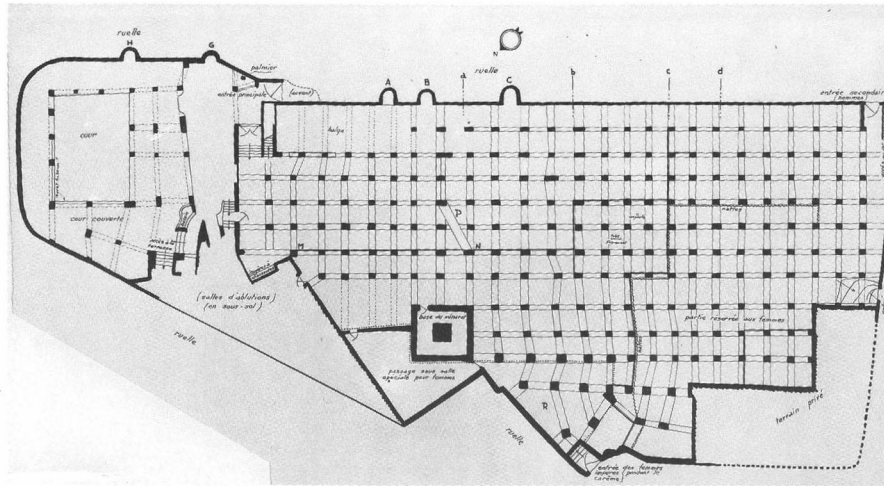 ruelle
H
G
palmier
entrée principale
(auvent)
N
ruelle
A
B
a
C
b
c
d
entrée secondaire
(hommes)
cour
cour couverte
(salles d'ablutions)
(en sous-sol)
ruelle
M
P
N
nattes
base du minaret
passage sous salle
spéciale pour femmes
partie réservée aux femmes
R
ruelle
terrain privé
entrée des femmes
(pendant le
carême)